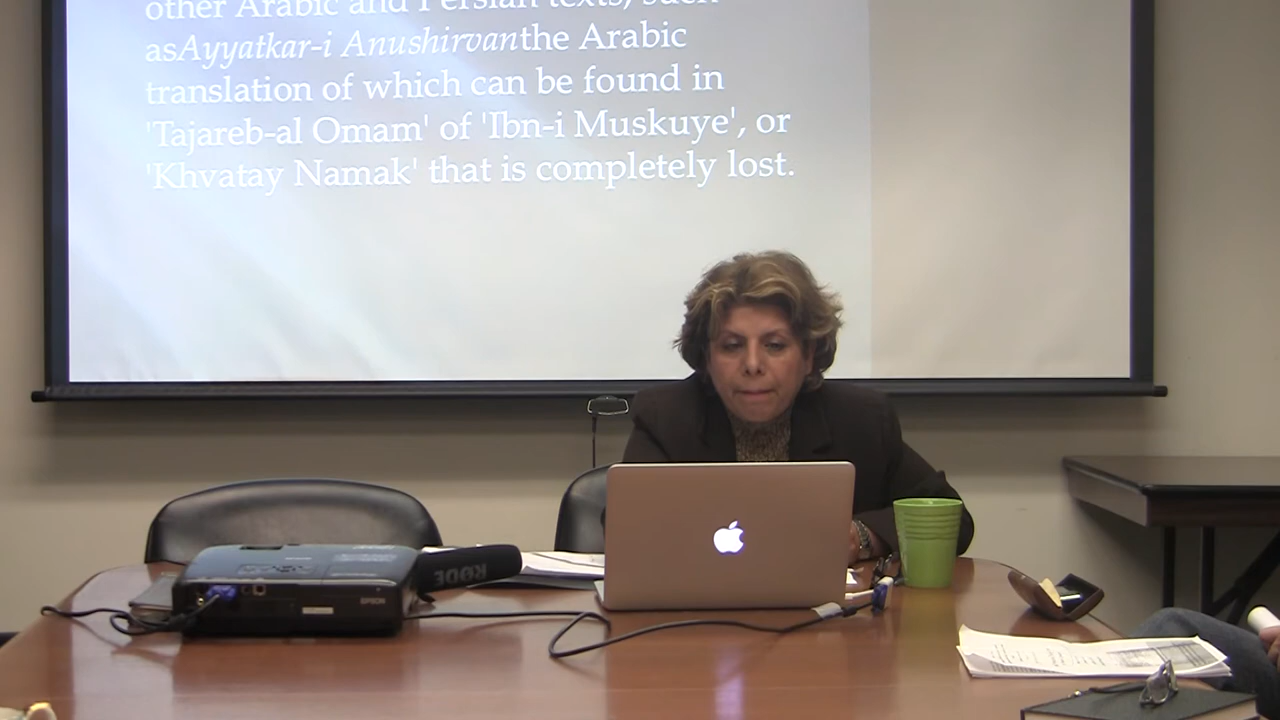 other Arabic and Persian texts, such
asAyyatkar-i Anushirvanthe Arabic
translation of which can be found in
'Tajareb-al Omam' of 'Ibn-i Muskuye', or
'Khvatay Namak' that is completely lost.
RØDE
EPSON